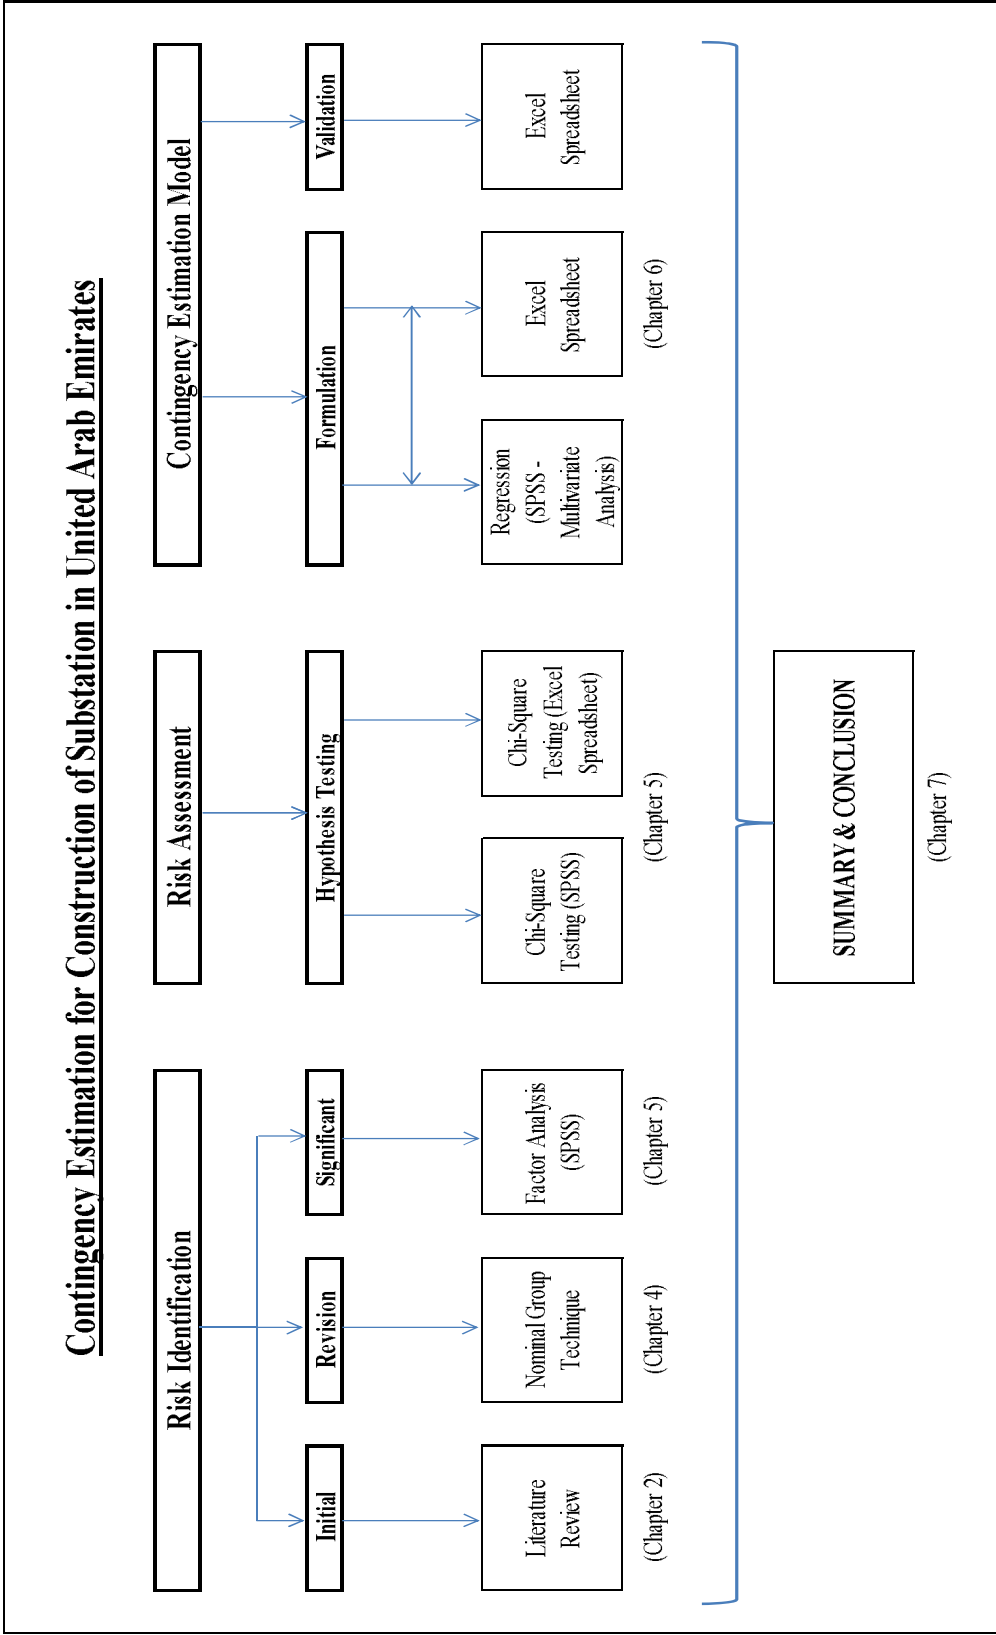 Contingency Estimation for Construction of Substation in United Arab Emirates
Risk Identification
Risk Assessment
Contingency Estimation Model
Initial
Revision
Significant
Hypothesis Testing
Formulation
Validation
Literature
Review
Nominal Group
Technique
Factor Analysis
(SPSS)
Chi-Square
Testing (SPSS)
Chi-Square
Testing (Excel
Spreadsheet)
Regression
(SPSS -
Multivariate
Analysis)
Excel
Spreadsheet
Excel
Spreadsheet
(Chapter 2)
(Chapter 4)
(Chapter 5)
(Chapter 5)
(Chapter 6)
SUMMARY & CONCLUSION
(Chapter 7)